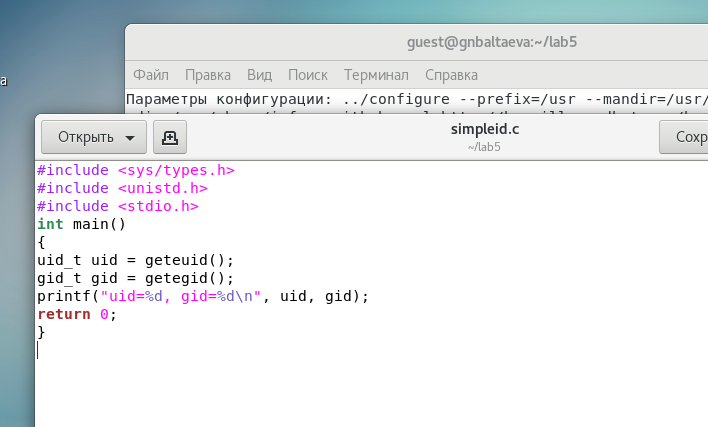 guest@gnbaltaeva:~/lab5
Файл Правка Вид Поиск Терминал Справка
а
Параметры конфигурации: ../configure --prefix=/usr --mandir=/usr/
Открыть simpleid.c Сохр
~/lab5
#include <sys/types.h>
#include <unistd.h>
#include <stdio.h>
int main()
{
uid_t uid = geteuid();
gid_t gid = getegid();
printf("uid=%d, gid=%d\n", uid, gid);
return 0;
}